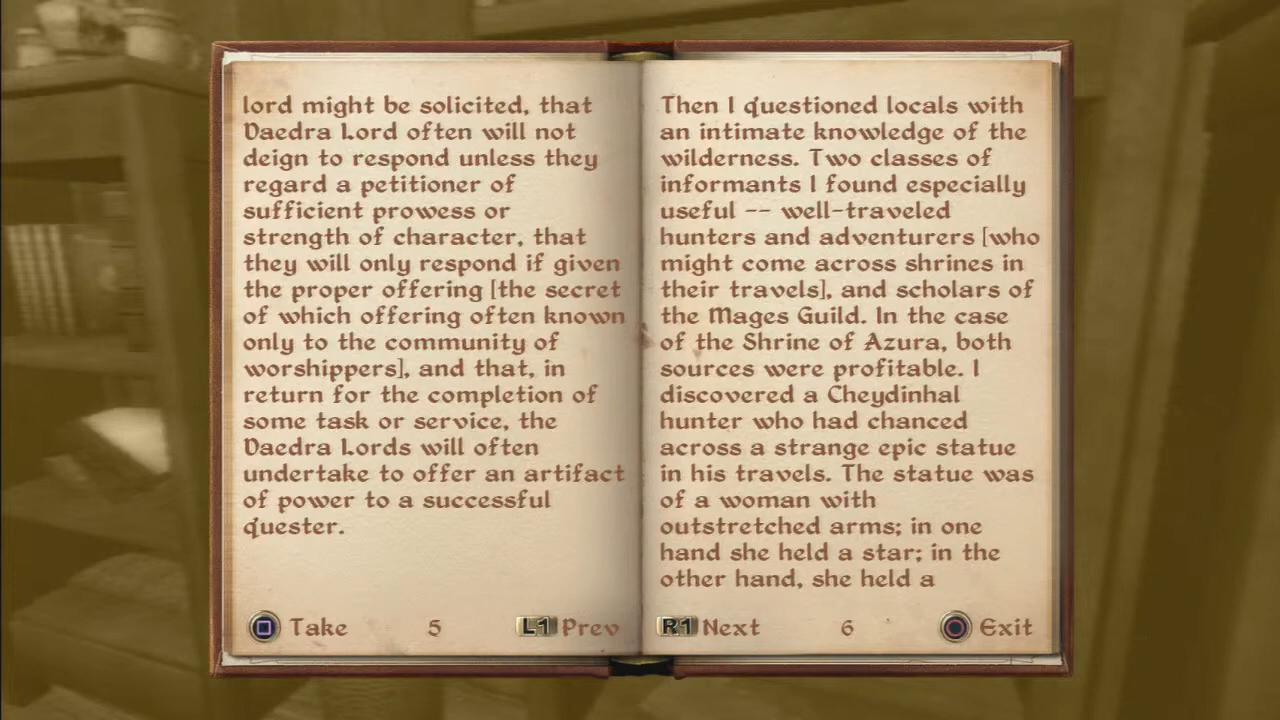 lord might be solicited, that
Daedra Lord often will not
deign to respond unless they
regard a petitioner of
sufficient prowess or
strength of character, that
they will only respond if given
the proper offering [the secret
of which offering often known
only to the community of
worshippers], and that, in
return for the completion of
some task or service, the
Daedra Lords will often
undertake to offer an artifact
of power to a successful
quester.
Take 5 L1 Prev
Then I questioned locals with
an intimate knowledge of the
wilderness. Two classes of
informants I found especially
useful -- well-traveled
hunters and adventurers [who
might come across shrines in
their travels], and scholars of
the Mages Guild. In the case
of the Shrine of Azura, both
sources were profitable. I
discovered a Cheydinhal
hunter who had chanced
across a strange epic statue
in his travels. The statue was
of a woman with
outstretched arms; in one
hand she held a star; in the
other hand, she held a
R1 Next 6 Exit